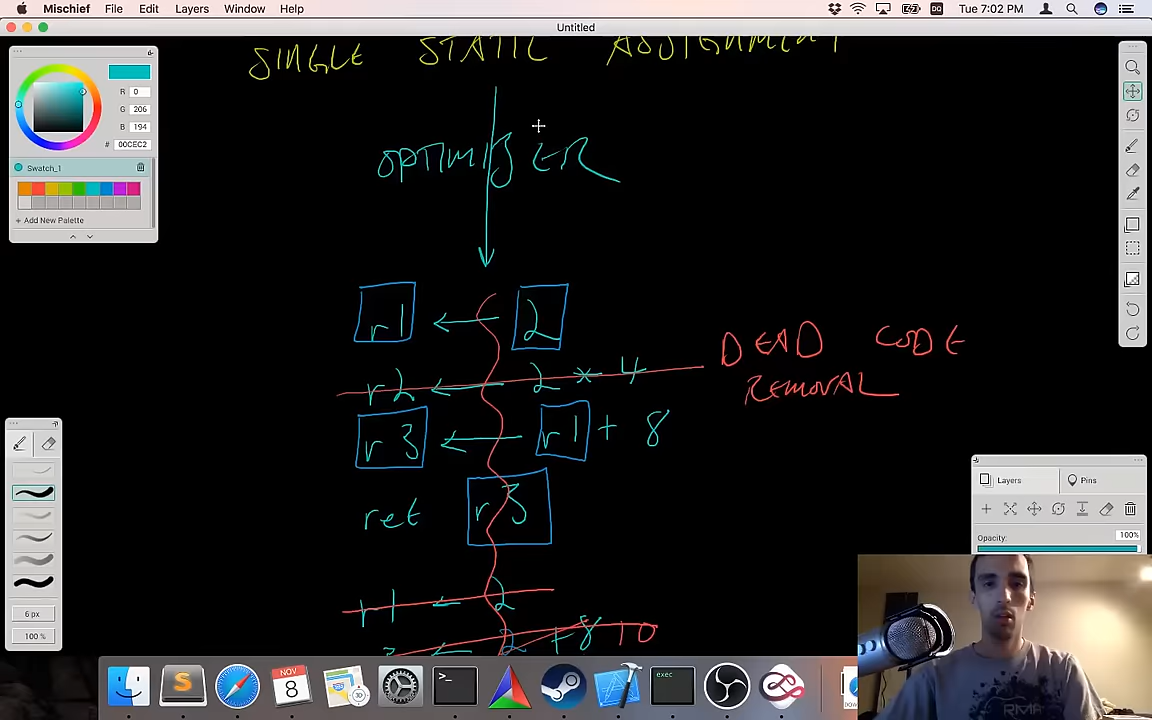 Mischief File Edit Layers Window Help Tue 7:02 PM
Untitled
SINGLE STATIC ASSIGNMENT
R 0
G 206
B 194
# 00CEC2
Swatch_1
+ Add New Palette
OPTIMIZER
r1 ← 2
r2 ← 2 * 4
DEAD CODE
REMOVAL
r3 ← r1 + 8
ret r3
r1 ← 2
← 2 + 8 10
6 px
100 %
Layers Pins
Opacity: 100%
NOV
8
exec
RMA